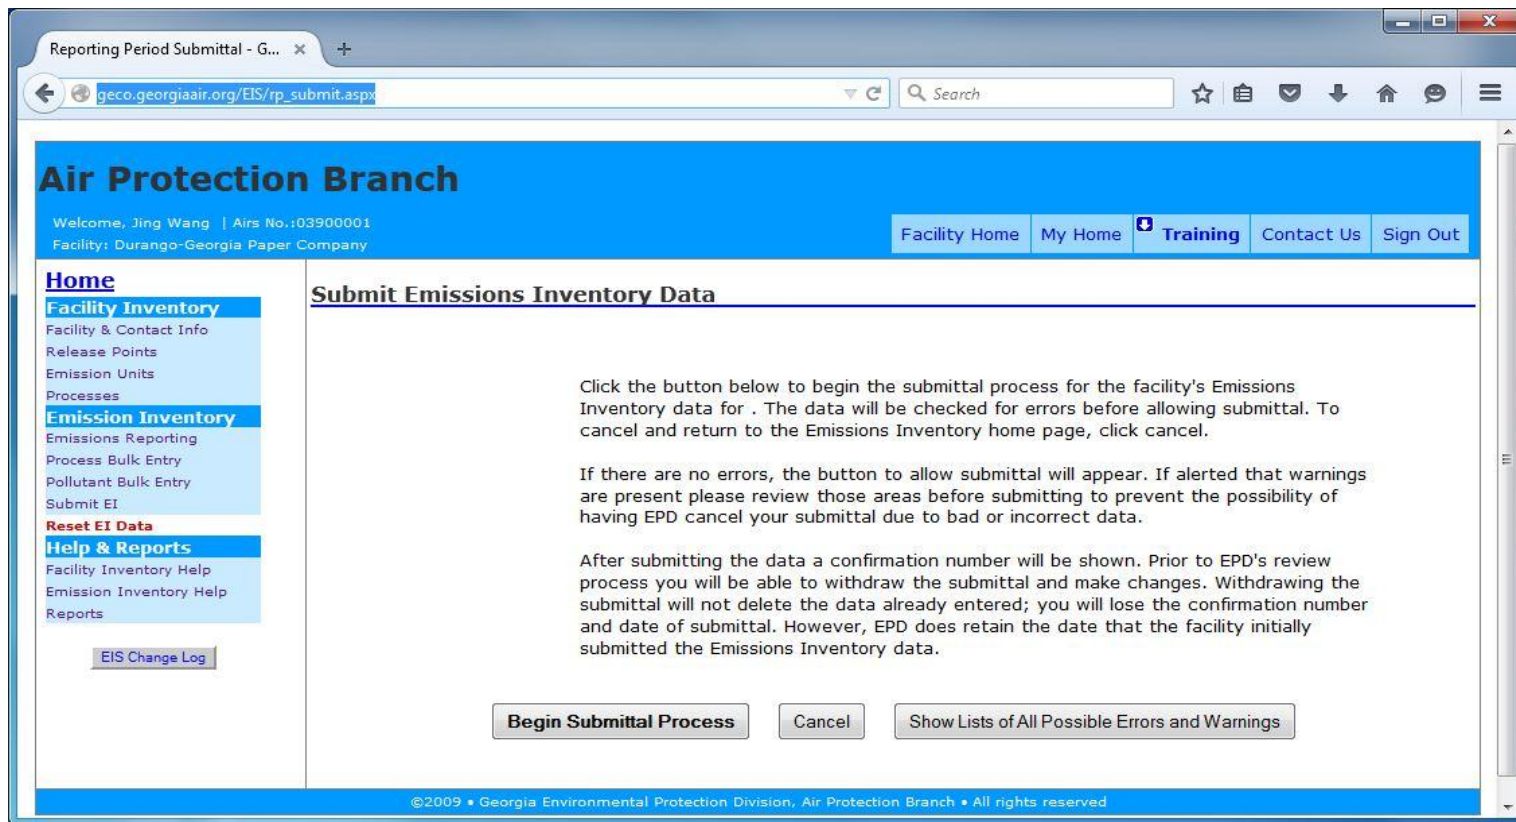 Reporting Period Submittal - G...
geco.georgiaair.org/EIS/rp_submit.aspx
Search
Air Protection Branch
Welcome, Jing Wang | Airs No.:03900001
Facility: Durango-Georgia Paper Company
Facility Home My Home Training Contact Us Sign Out
Home
Facility Inventory
Facility & Contact Info
Release Points
Emission Units
Processes
Emission Inventory
Emissions Reporting
Process Bulk Entry
Pollutant Bulk Entry
Submit EI
Reset EI Data
Help & Reports
Facility Inventory Help
Emission Inventory Help
Reports
EIS Change Log
Submit Emissions Inventory Data
Click the button below to begin the submittal process for the facility's Emissions
Inventory data for . The data will be checked for errors before allowing submittal. To
cancel and return to the Emissions Inventory home page, click cancel.
If there are no errors, the button to allow submittal will appear. If alerted that warnings
are present please review those areas before submitting to prevent the possibility of
having EPD cancel your submittal due to bad or incorrect data.
After submitting the data a confirmation number will be shown. Prior to EPD's review
process you will be able to withdraw the submittal and make changes. Withdrawing the
submittal will not delete the data already entered; you will lose the confirmation number
and date of submittal. However, EPD does retain the date that the facility initially
submitted the Emissions Inventory data.
Begin Submittal Process Cancel Show Lists of All Possible Errors and Warnings
©2009 • Georgia Environmental Protection Division, Air Protection Branch • All rights reserved